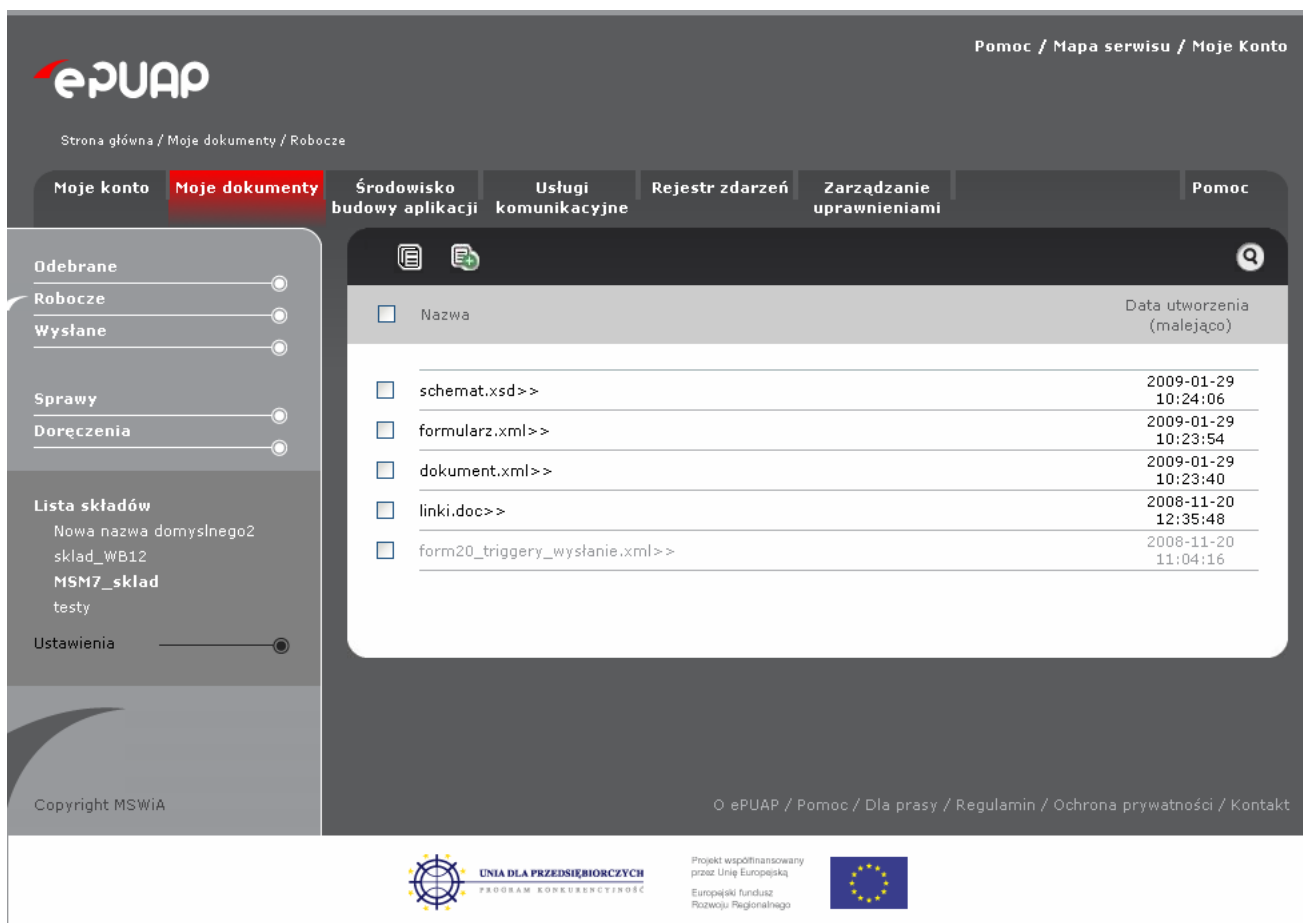 Pomoc / Mapa serwisu / Moje Konto
ePUAP
Strona główna / Moje dokumenty / Robocze
Moje konto
Moje dokumenty
Środowisko
budowy aplikacji
Usługi
komunikacyjne
Rejestr zdarzeń
Zarządzanie
uprawnieniami
Pomoc
Odebrane
Robocze
Wysłane
Sprawy
Doręczenia
Lista składów
Nowa nazwa domyslnego2
sklad_WB12
MSM7_sklad
testy
Ustawienia
Nazwa
Data utworzenia
(malejąco)
schemat.xsd>>
2009-01-29
10:24:06
formularz.xml>>
2009-01-29
10:23:54
dokument.xml>>
2009-01-29
10:23:40
linki.doc>>
2008-11-20
12:35:48
form20_triggery_wysłanie.xml>>
2008-11-20
11:04:16
Copyright MSWiA
O ePUAP / Pomoc / Dla prasy / Regulamin / Ochrona prywatności / Kontakt
UNIA DLA PRZEDSIĘBIORCZYCH
PROGRAM KONKURENCYJNOŚĆ
Projekt współfinansowany
przez Unię Europejską
Europejski fundusz
Rozwoju Regionalnego